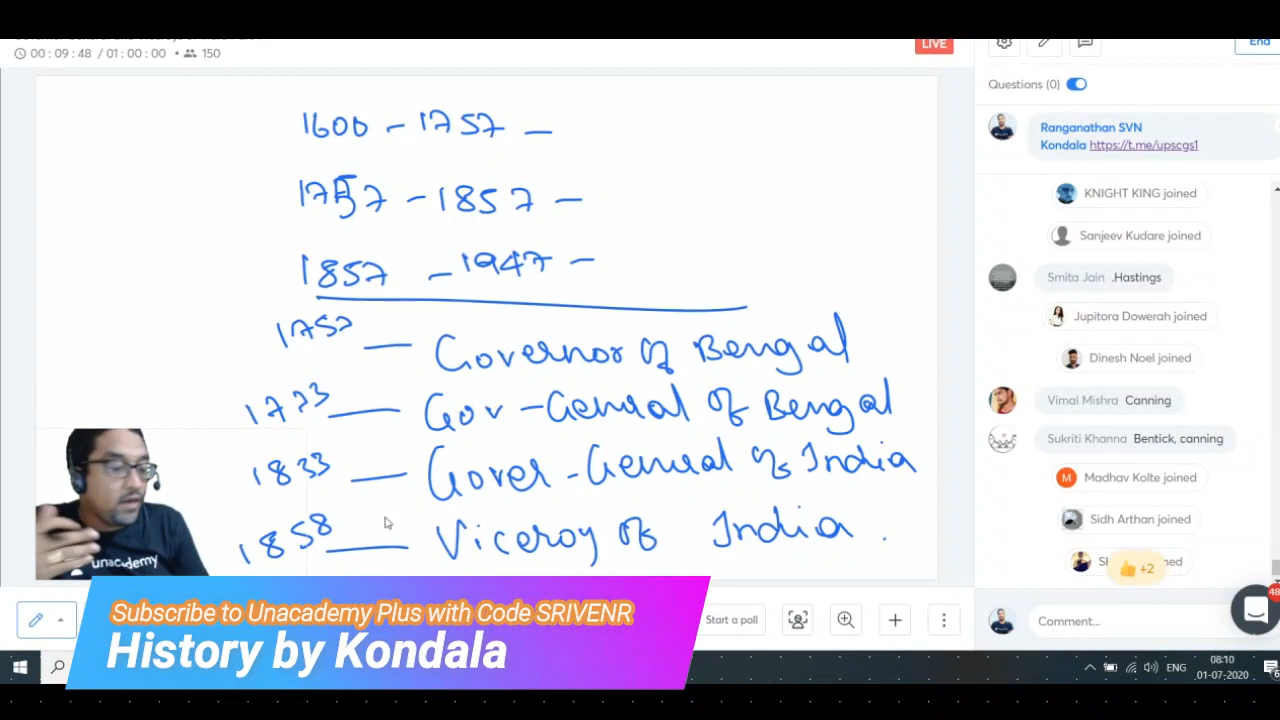 00 : 09 : 48 / 01 : 00 : 00 • 150
LIVE
End
Questions (0)
1600 - 1757 -
1757 - 1857 -
1857 - 1947 -
1757 — Governor of Bengal
1773 — Gov - General of Bengal
1833 — Gover - General of India
1858 — Viceroy of India .
Ranganathan SVN
Kondala https://t.me/upscgs1
KNIGHT KING joined
Sanjeev Kudare joined
Smita Jain .Hastings
Jupitora Dowerah joined
Dinesh Noel joined
Vimal Mishra Canning
Sukriti Khanna Bentick, canning
Madhav Kolte joined
Sidh Arthan joined
+2
unacademy
Subscribe to Unacademy Plus with Code SRIVENR
History by Kondala
Start a poll
Comment...
48
ENG
08:10
01-07-2020
6